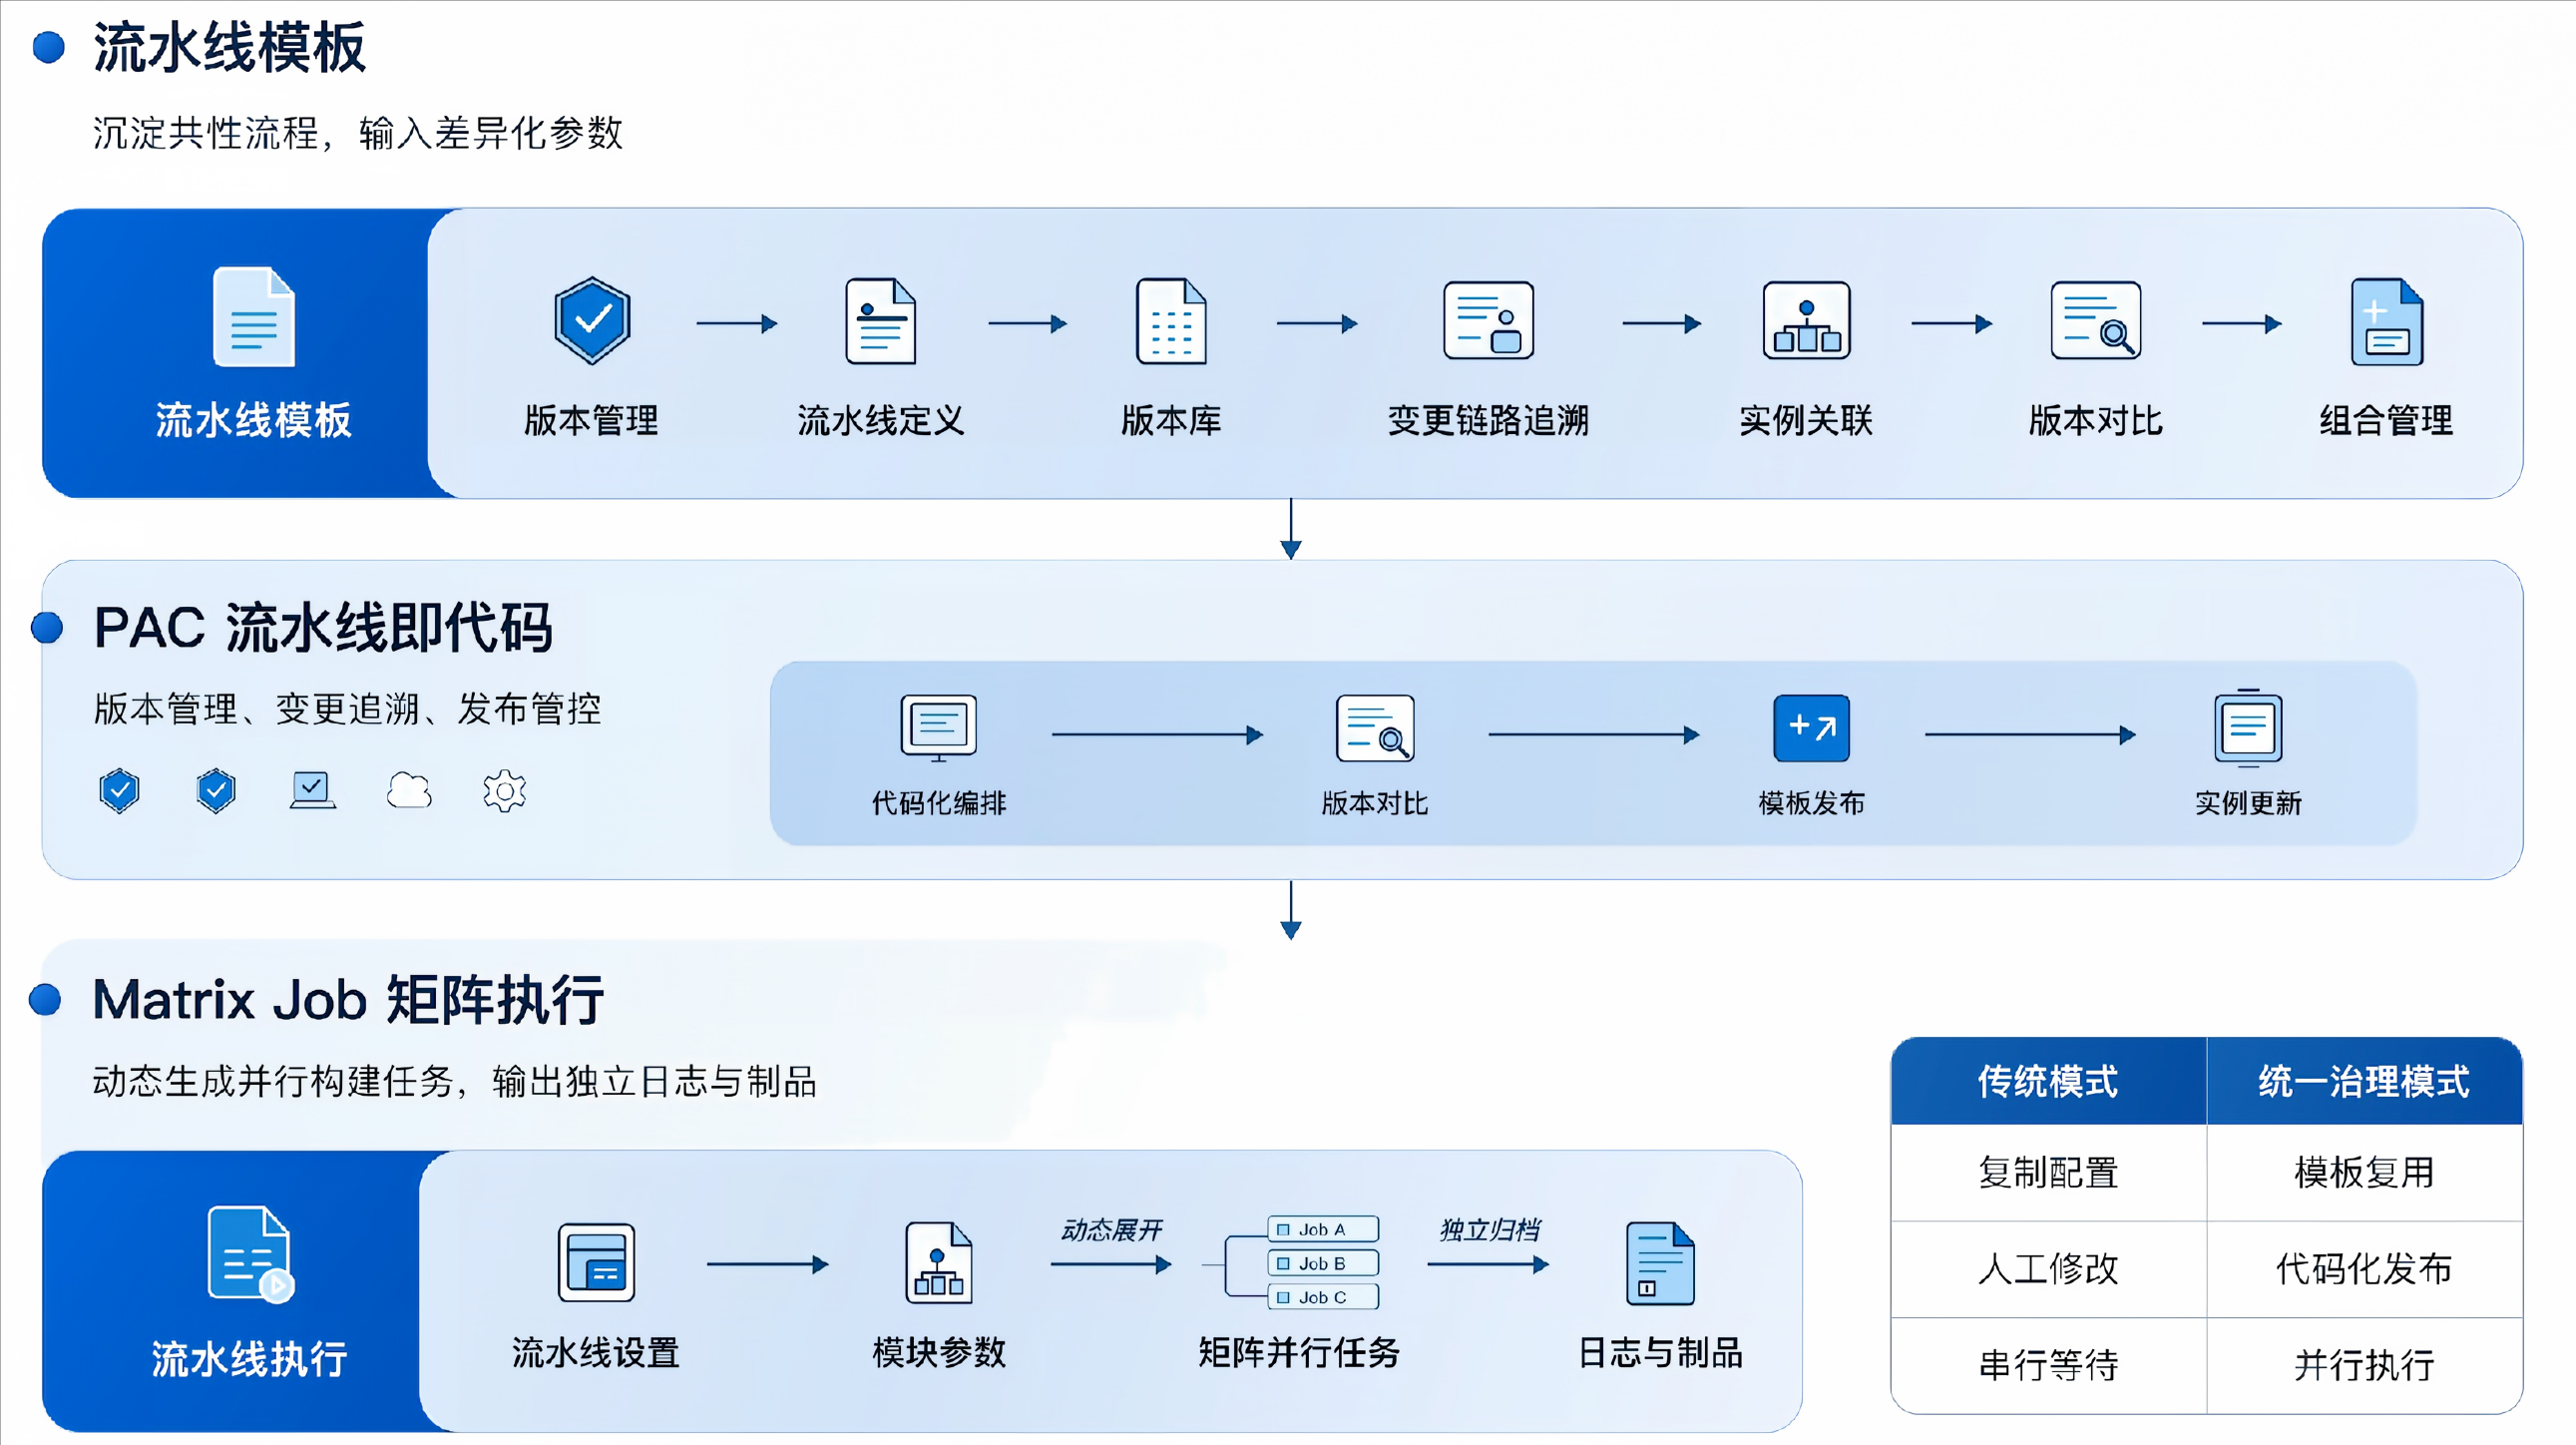 流水线模板
沉淀共性流程，输入差异化参数
流水线模板
版本管理
流水线定义
版本库
变更链路追溯
实例关联
版本对比
组合管理
PAC 流水线即代码
版本管理、变更追溯、发布管控
代码化编排
版本对比
模板发布
实例更新
Matrix Job 矩阵执行
动态生成并行构建任务，输出独立日志与制品
流水线执行
流水线设置
模块参数
动态展开
Job A
Job B
Job C
矩阵并行任务
独立归档
日志与制品
传统模式 统一治理模式
复制配置 模板复用
人工修改 代码化发布
串行等待 并行执行